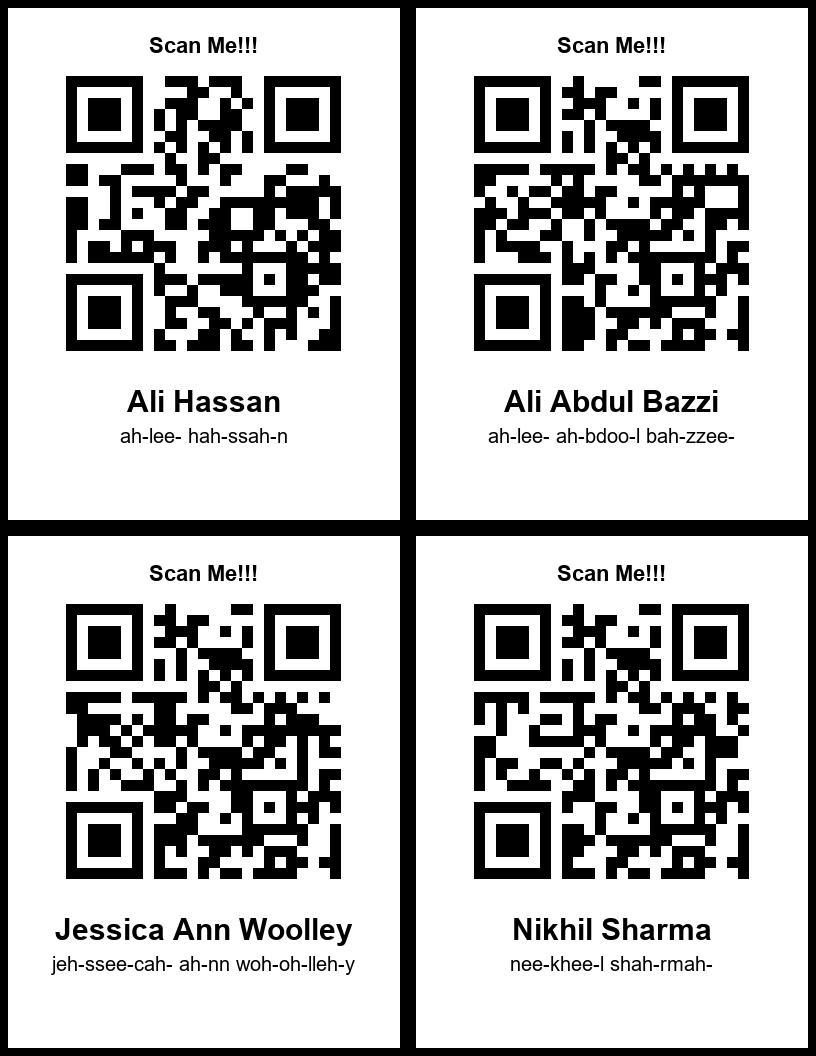 Scan Me!!!
Ali Hassan
ah-lee- hah-ssah-n
Scan Me!!!
Ali Abdul Bazzi
ah-lee- ah-bdoo-l bah-zzee-
Scan Me!!!
Jessica Ann Woolley
jeh-ssee-cah- ah-nn woh-oh-lleh-y
Scan Me!!!
Nikhil Sharma
nee-khee-l shah-rmah-